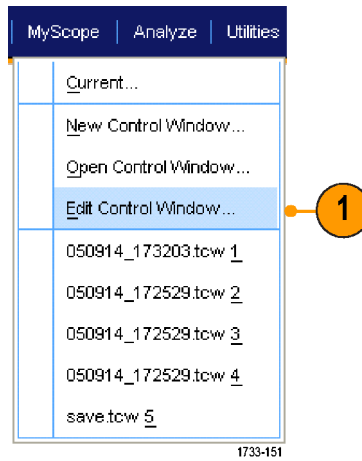 MyScope | Analyze | Utilities
Current...
New Control Window...
Open Control Window...
Edit Control Window...
1
050914_173203.tcw 1
050914_172529.tcw 2
050914_172529.tcw 3
050914_172529.tcw 4
save.tcw 5
1733-151